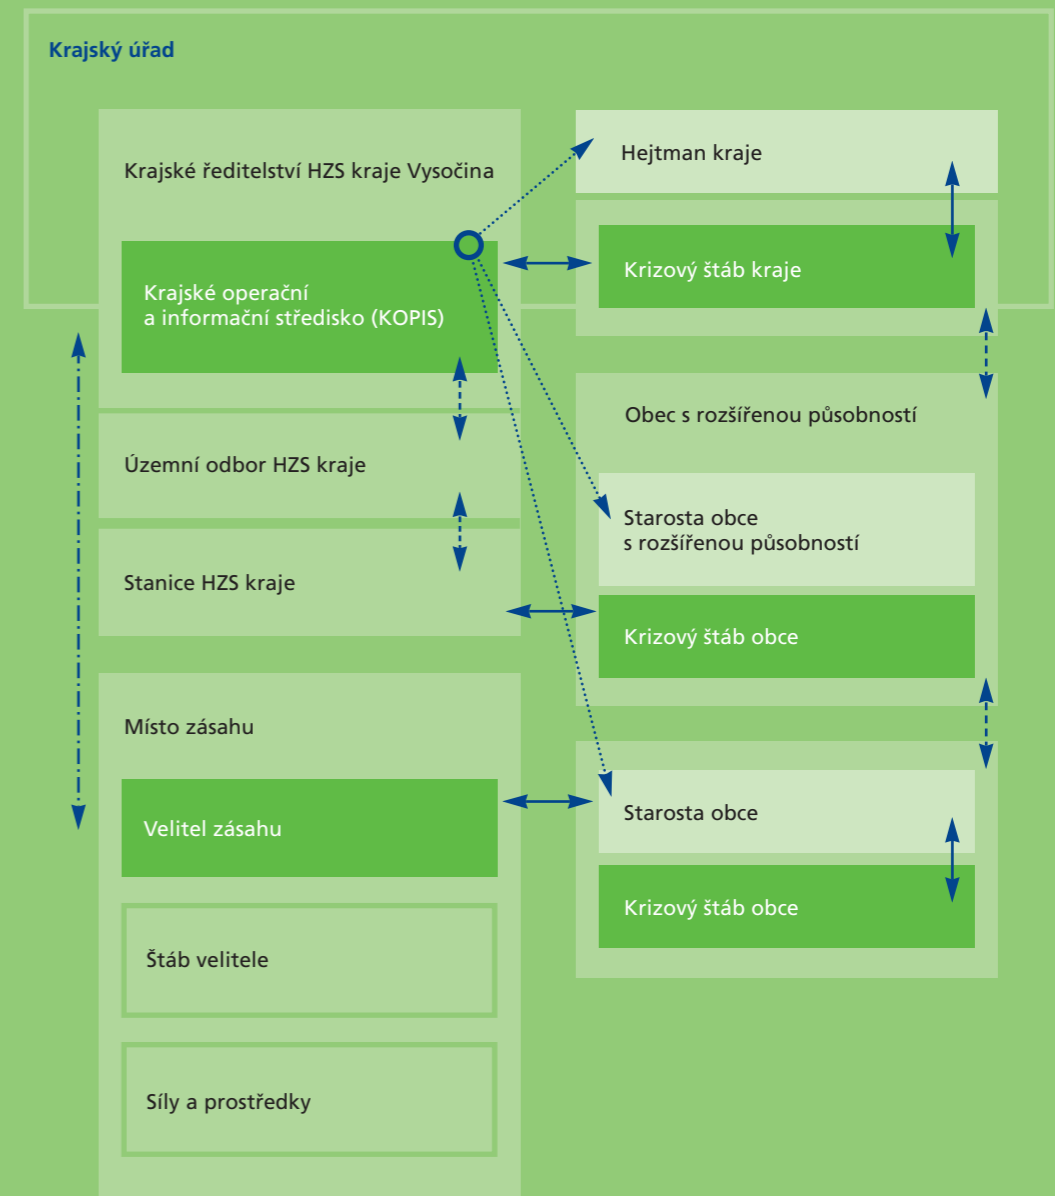 Krajský úřad
Krajské ředitelství HZS kraje Vysočina
Krajské operační
a informační středisko (KOPIS)
Územní odbor HZS kraje
Stanice HZS kraje
Místo zásahu
Velitel zásahu
Štáb velitele
Síly a prostředky
Hejtman kraje
Krizový štáb kraje
Obec s rozšířenou působností
Starosta obce
s rozšířenou působností
Krizový štáb obce
Starosta obce
Krizový štáb obce